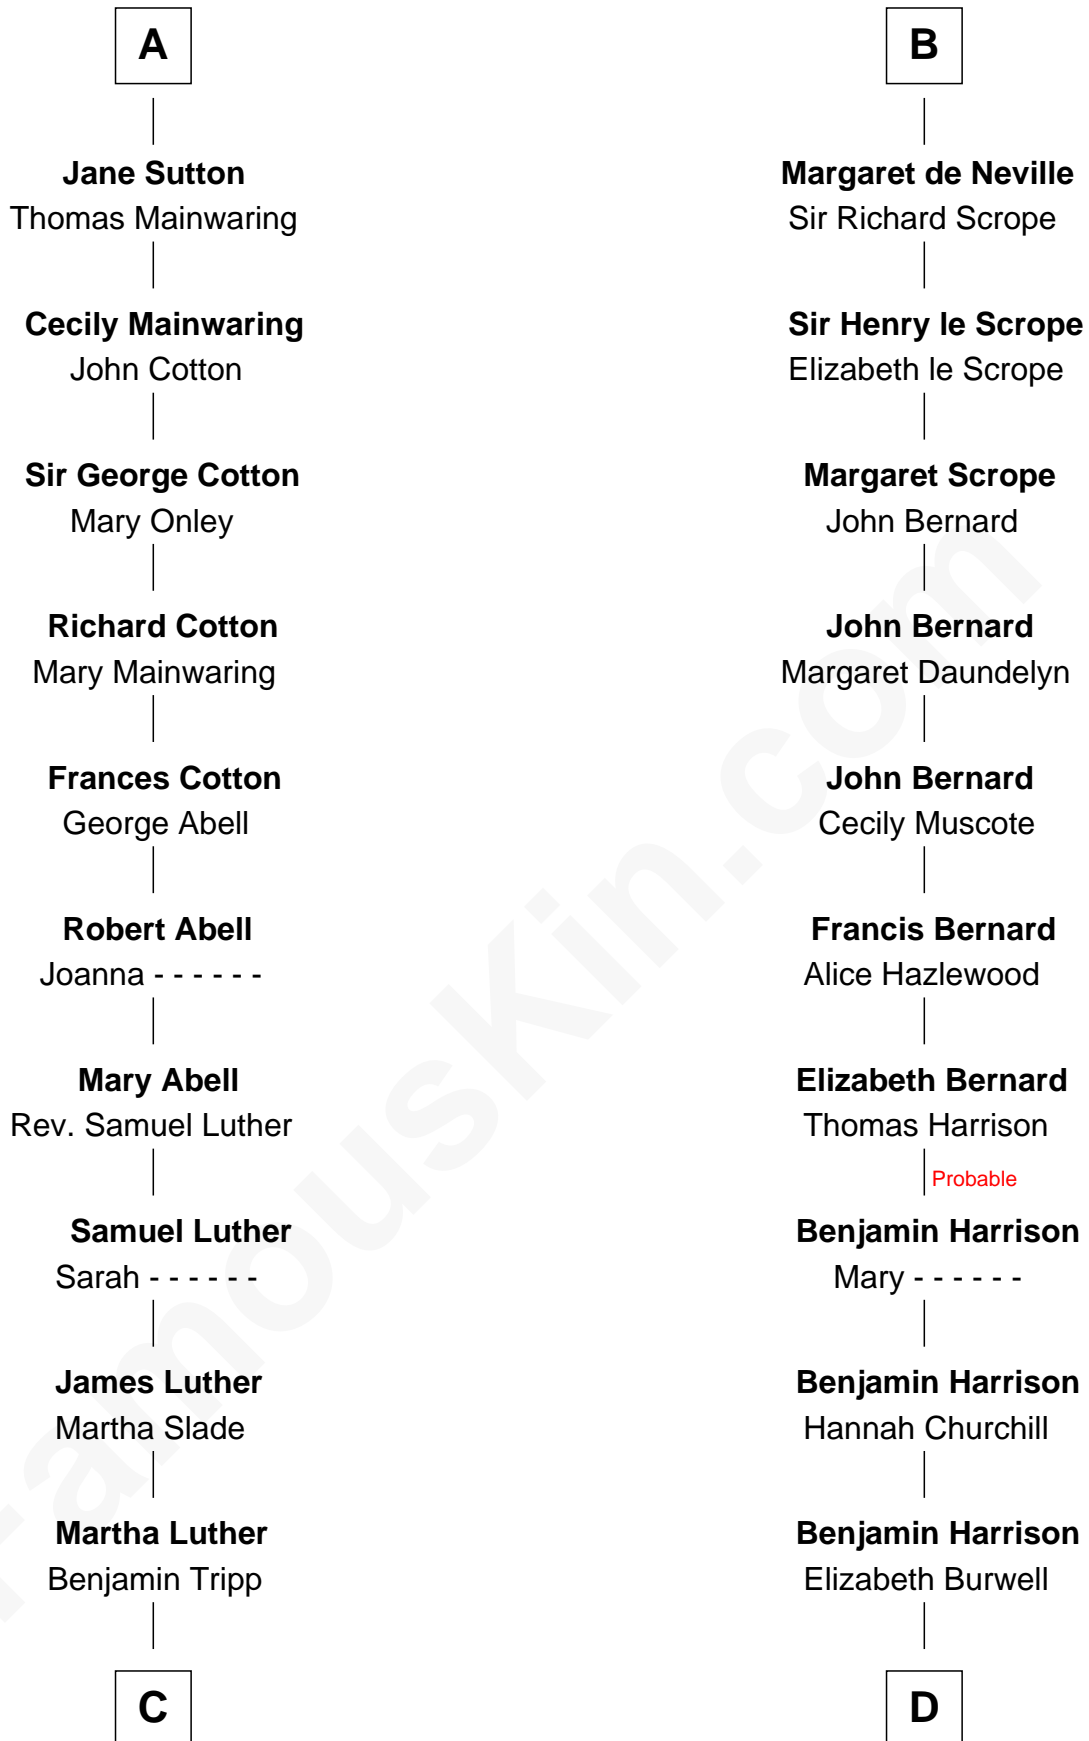 A
Jane Sutton
Thomas Mainwaring
Cecily Mainwaring
John Cotton
Sir George Cotton
Mary Onley
Richard Cotton
Mary Mainwaring
Frances Cotton
George Abell
Robert Abell
Joanna - - - - - -
Mary Abell
Rev. Samuel Luther
Samuel Luther
Sarah - - - - - -
James Luther
Martha Slade
Martha Luther
Benjamin Tripp
C
B
Margaret de Neville
Sir Richard Scrope
Sir Henry le Scrope
Elizabeth le Scrope
Margaret Scrope
John Bernard
John Bernard
Margaret Daundelyn
John Bernard
Cecily Muscote
Francis Bernard
Alice Hazlewood
Elizabeth Bernard
Thomas Harrison
Probable
Benjamin Harrison
Mary - - - - - -
Benjamin Harrison
Hannah Churchill
Benjamin Harrison
Elizabeth Burwell
D
FamousKin.com